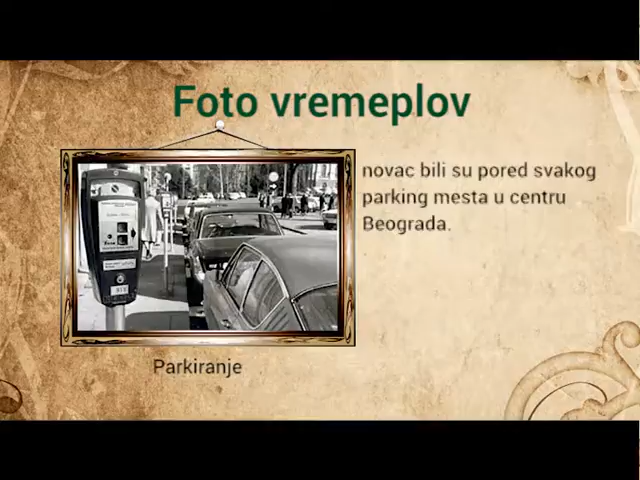 Foto vremeplov
novac bili su pored svakog
parking mesta u centru
Beograda.
Parkiranje